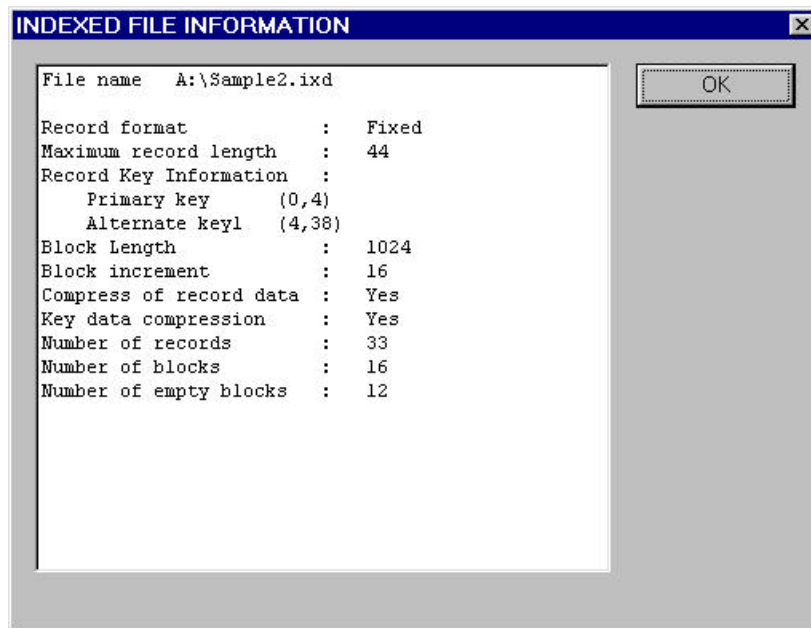 INDEXED FILE INFORMATION
File name A:\Sample2.ixd
OK
Record format : Fixed
Maximum record length : 44
Record Key Information :
Primary key (0,4)
Alternate key1 (4,38)
Block Length : 1024
Block increment : 16
Compress of record data : Yes
Key data compression : Yes
Number of records : 33
Number of blocks : 16
Number of empty blocks : 12